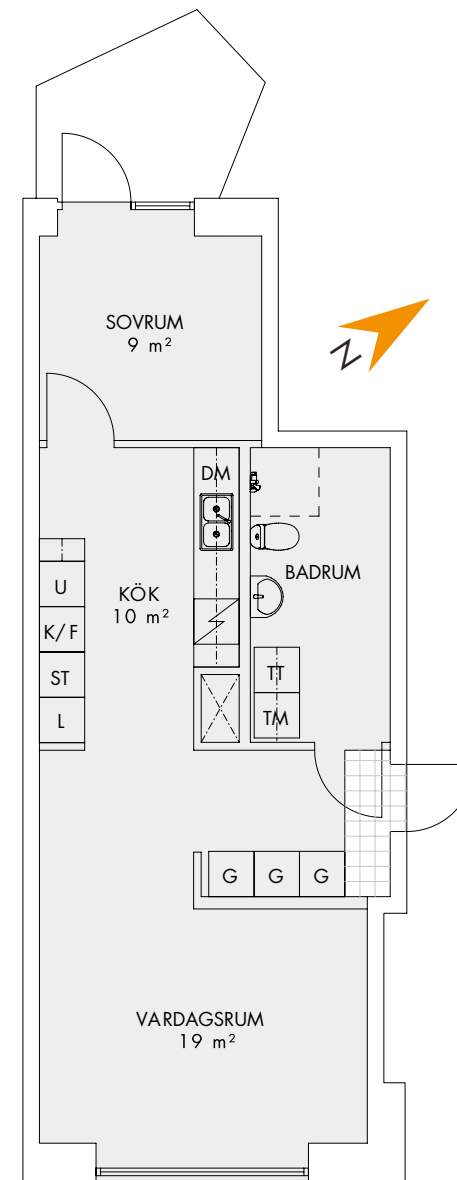 SOVRUM
9 m²
N
DM
BADRUM
KÖK
10 m²
U
K/F
ST
L
TT
TM
G G G
VARDAGSRUM
19 m²